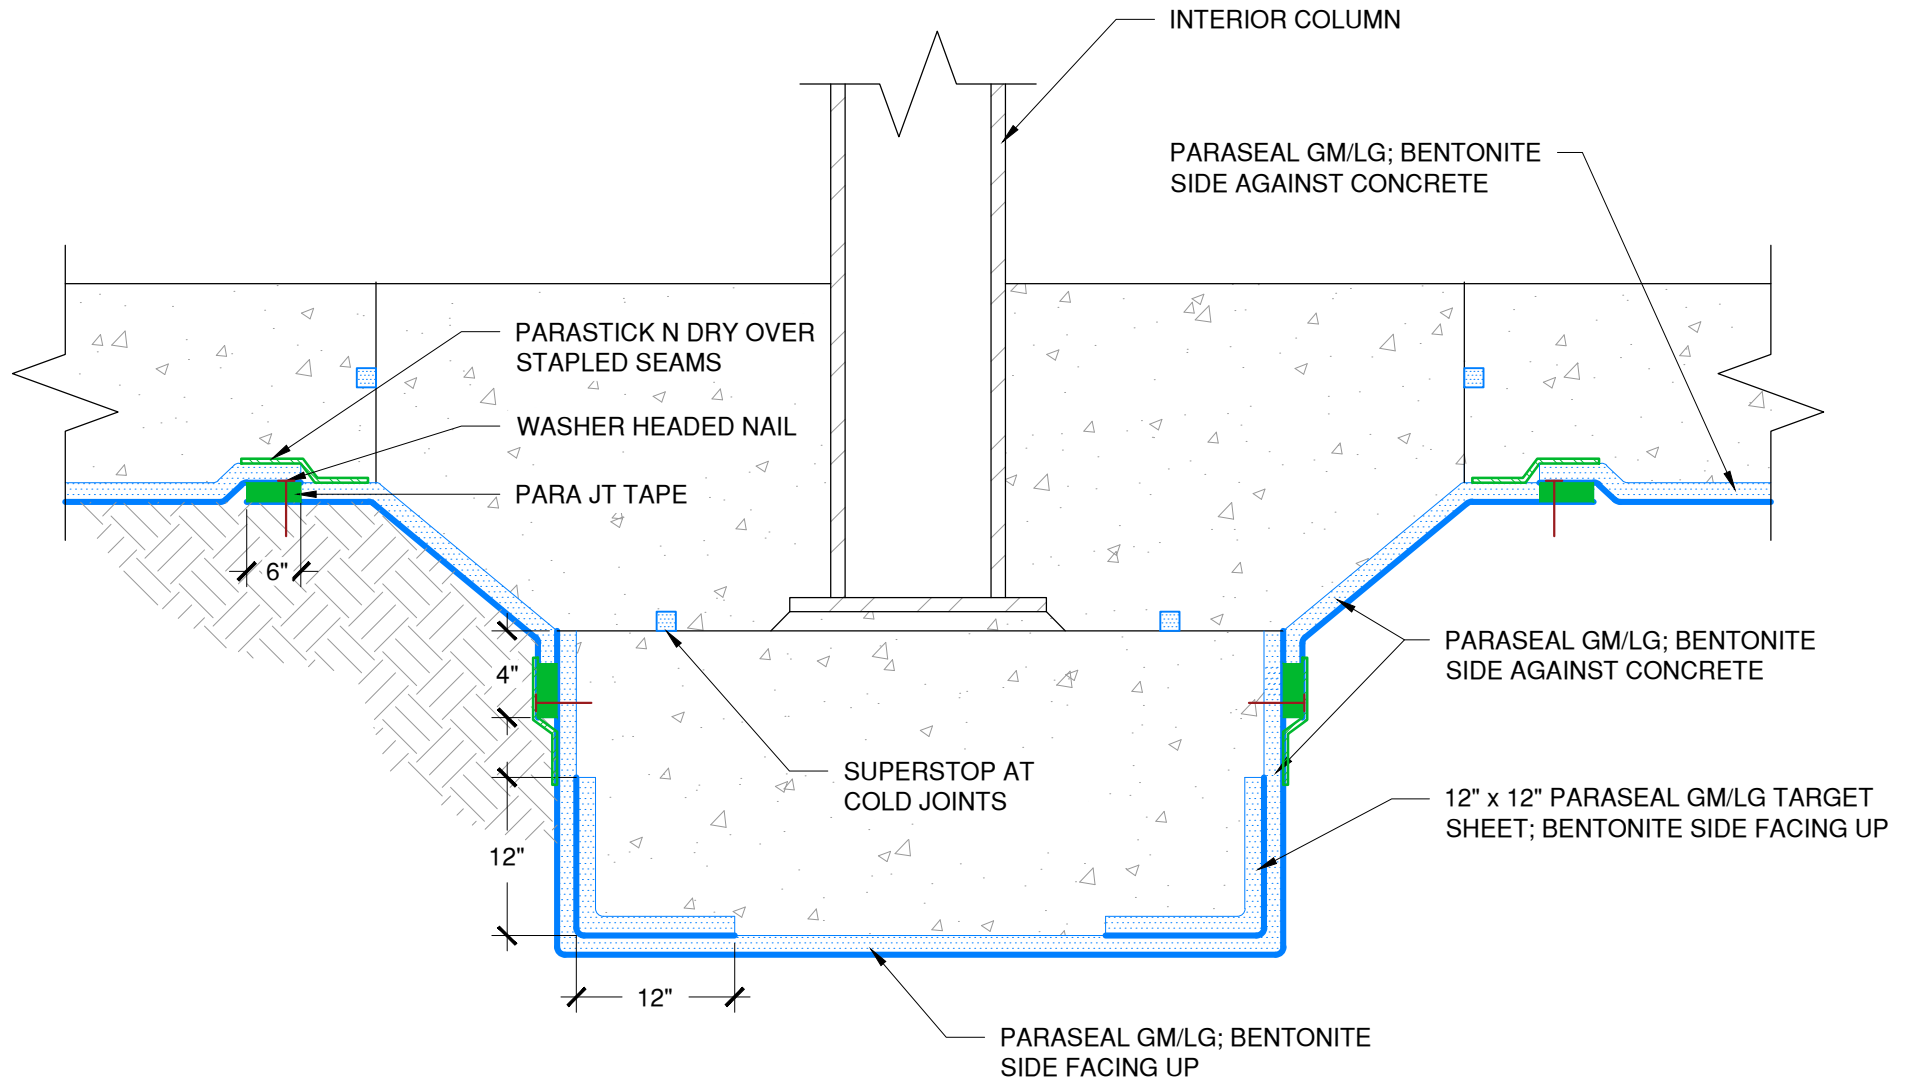 INTERIOR COLUMN
PARASEAL GM/LG; BENTONITE
SIDE AGAINST CONCRETE
PARASTICK N DRY OVER
STAPLED SEAMS
WASHER HEADED NAIL
PARA JT TAPE
6"
4"
PARASEAL GM/LG; BENTONITE
SIDE AGAINST CONCRETE
SUPERSTOP AT
COLD JOINTS
12" x 12" PARASEAL GM/LG TARGET
SHEET; BENTONITE SIDE FACING UP
12"
12"
PARASEAL GM/LG; BENTONITE
SIDE FACING UP